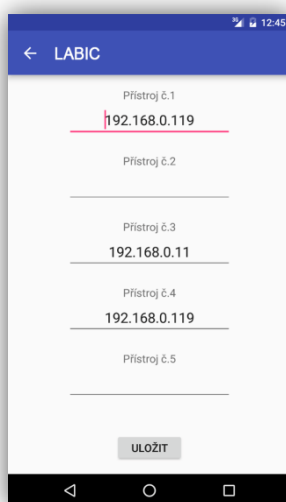 3G 12:45
LABIC
Přístroj č.1
192.168.0.119
Přístroj č.2
Přístroj č.3
192.168.0.11
Přístroj č.4
192.168.0.119
Přístroj č.5
ULOŽIT